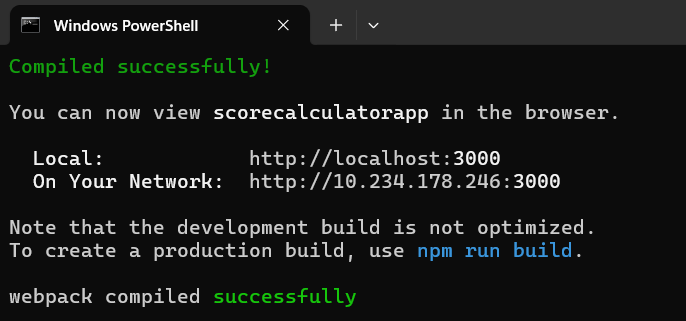 Windows PowerShell
Compiled successfully!
You can now view scorecalculatorapp in the browser.
Local: http://localhost:3000
On Your Network: http://10.234.178.246:3000
Note that the development build is not optimized.
To create a production build, use npm run build.
webpack compiled successfully